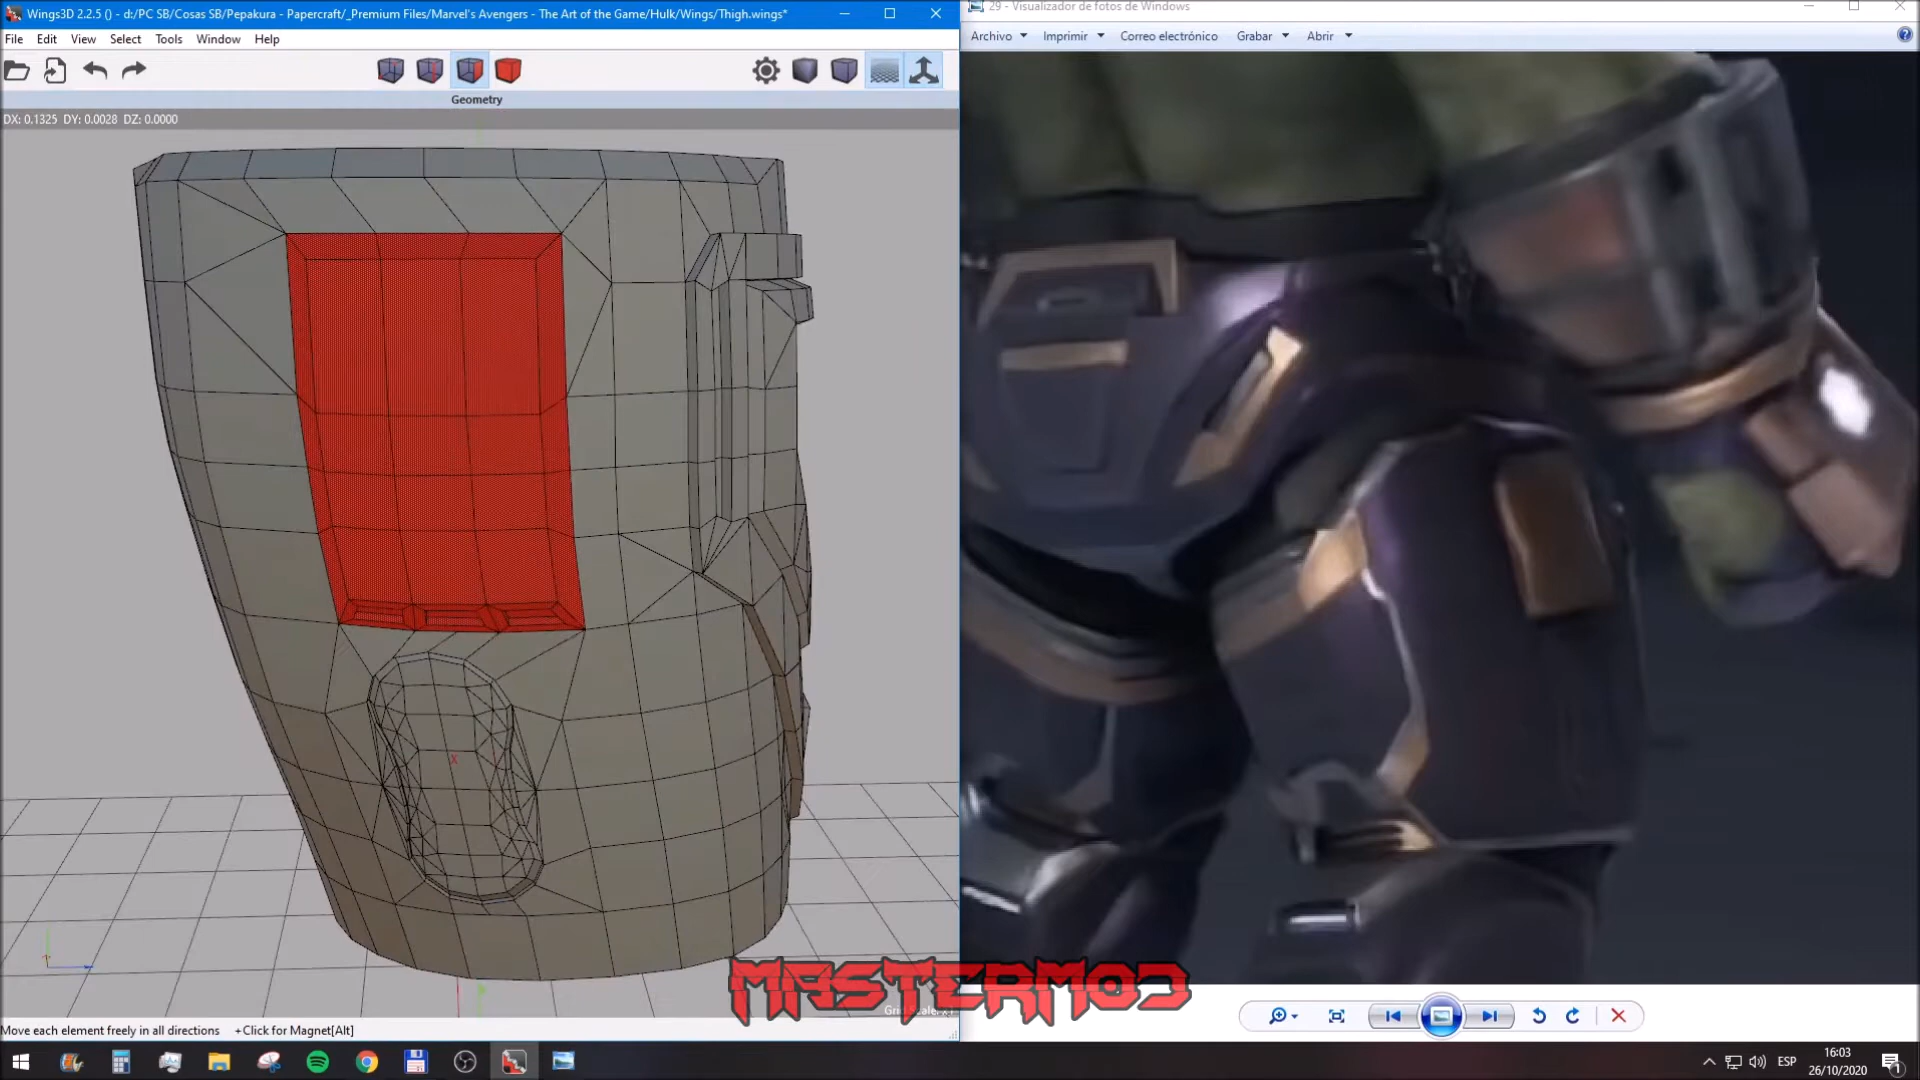 Wings3D 2.2.5 () - d:/PC SB/Cosas SB/Pepakura - Papercraft/_Premium Files/Marvel's Avengers - The Art of the Game/Hulk/Wings/Thigh.wings*
File Edit View Select Tools Window Help
Geometry
DX: 0.1325 DY: 0.0028 DZ: 0.0000
X
Move each element freely in all directions +Click for Magnet[Alt]
29 - Visualizador de fotos de Windows
Archivo Imprimir Correo electrónico Grabar Abrir
MASTERMOD
ESP
16:03
26/10/2020
1